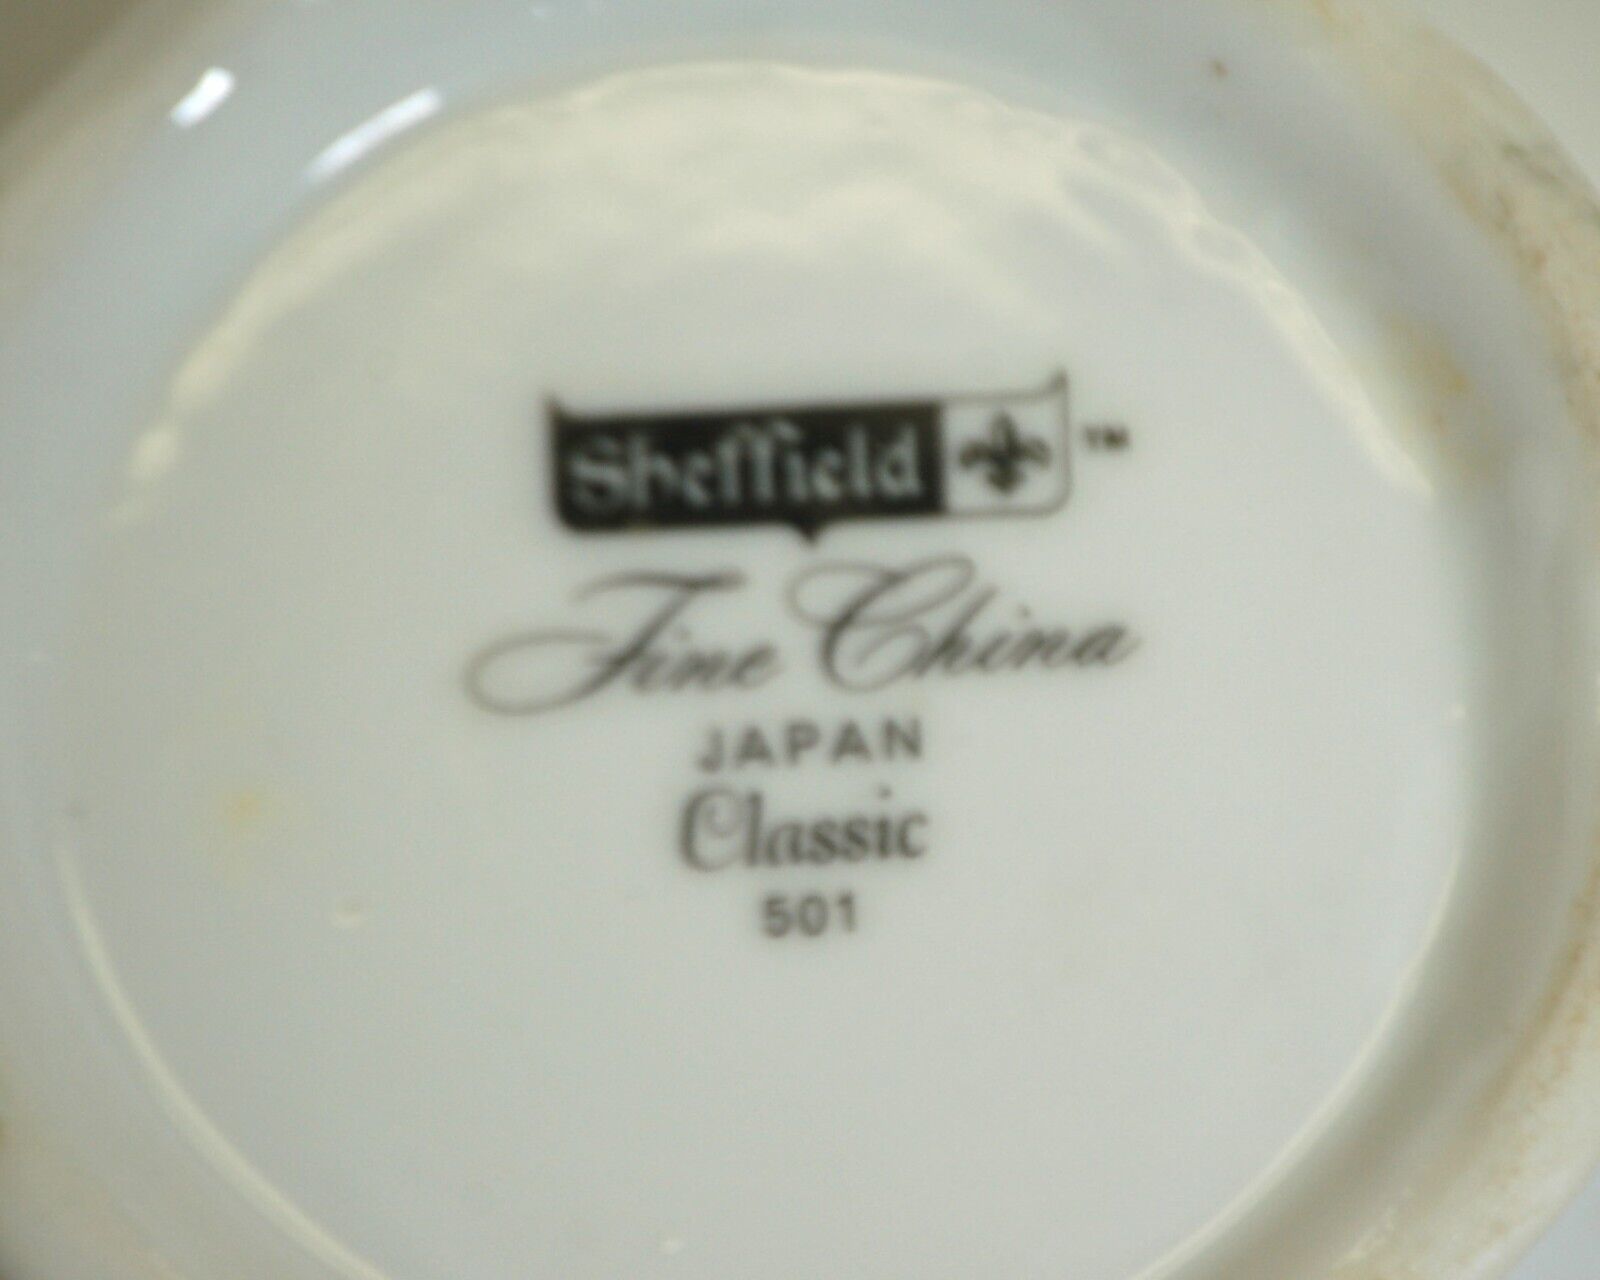 Sheffield ™
Fine China
JAPAN
Classic
501